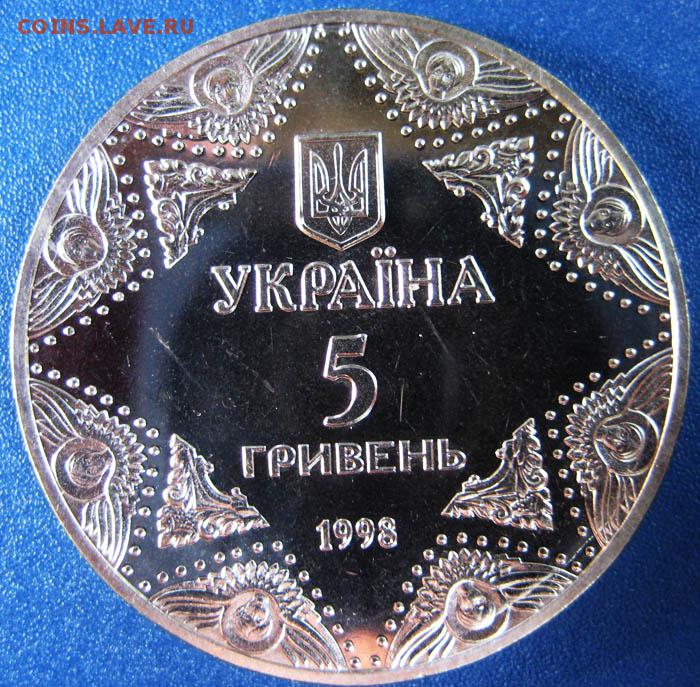 COINS.LAVE.RU
УКРАЇНА
5
ГРИВЕНЬ
1998